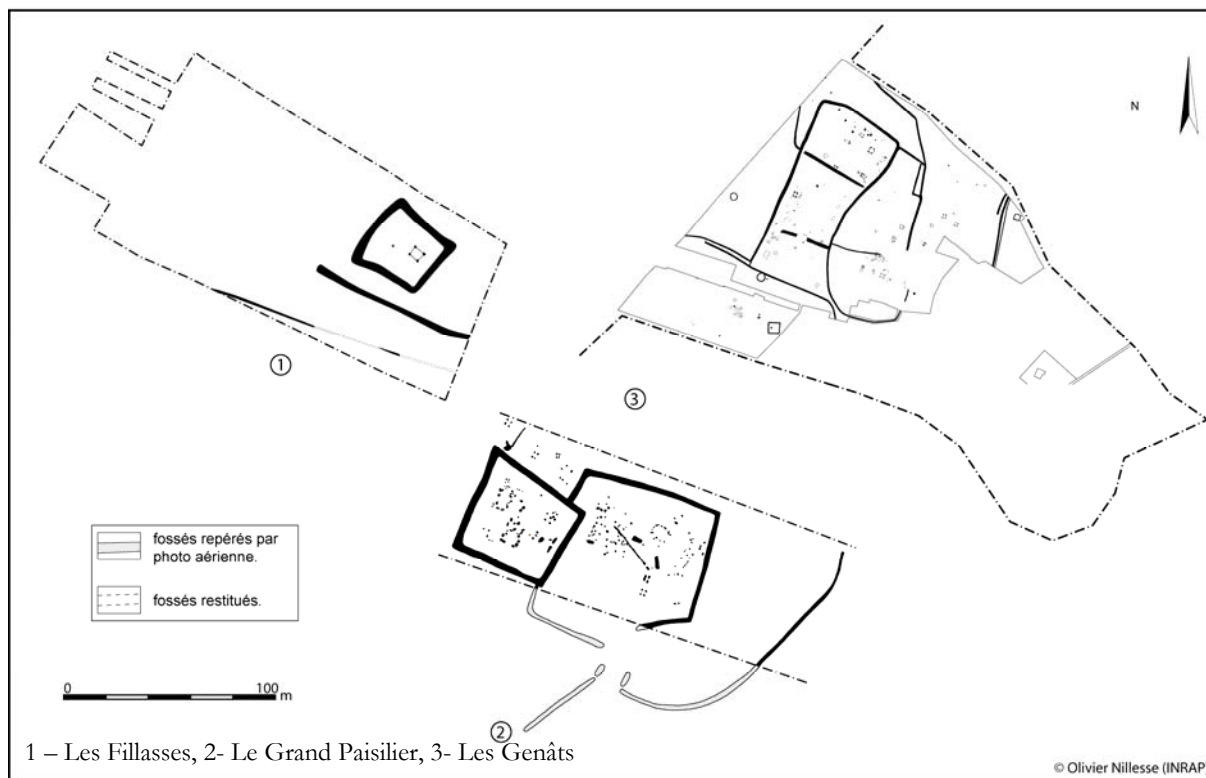 N
①
③
fossés repérés par
photo aérienne.
fossés restitués.
0 100 m
②
1 – Les Fillasses, 2- Le Grand Paisilier, 3- Les Genâts
© Olivier Nillesse (INRAP)